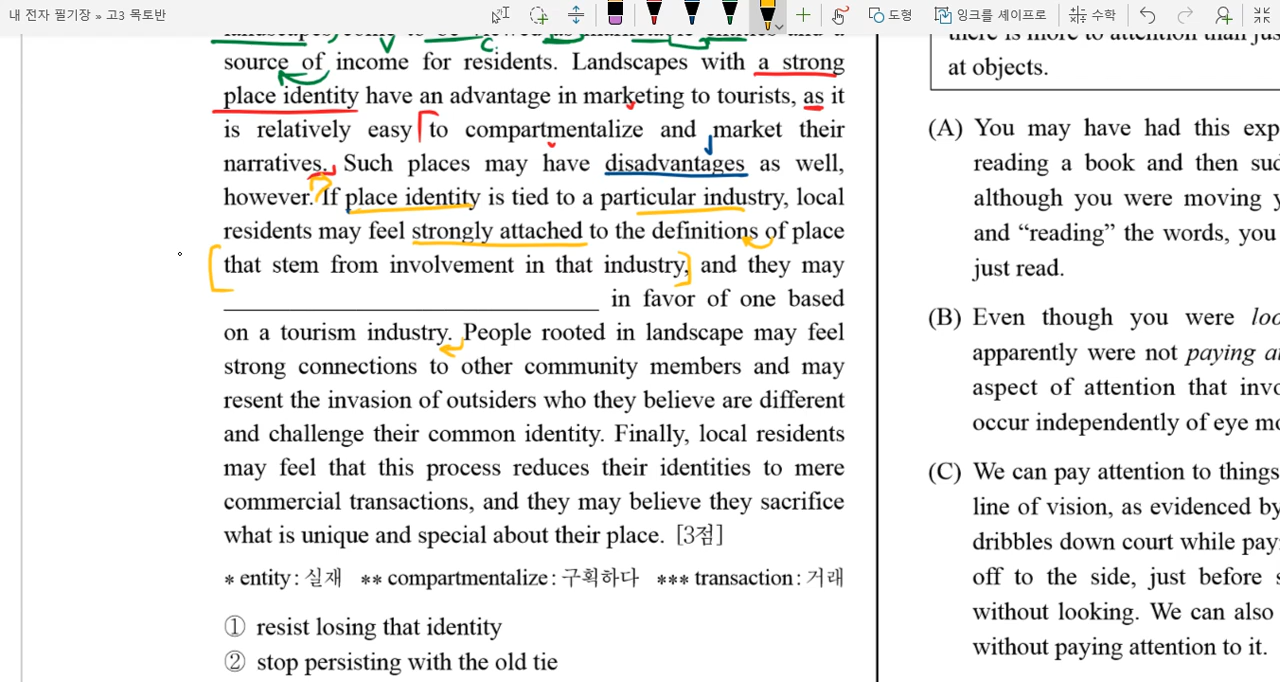 내 전자 필기장 » 고3 목토반
도형
잉크를 셰이프로
수학
source of income for residents. Landscapes with a strong
place identity have an advantage in marketing to tourists, as it
is relatively easy to compartmentalize and market their
narratives. Such places may have disadvantages as well,
however. If place identity is tied to a particular industry, local
residents may feel strongly attached to the definitions of place
that stem from involvement in that industry, and they may
in favor of one based
on a tourism industry. People rooted in landscape may feel
strong connections to other community members and may
resent the invasion of outsiders who they believe are different
and challenge their common identity. Finally, local residents
may feel that this process reduces their identities to mere
commercial transactions, and they may believe they sacrifice
what is unique and special about their place. [3점]
* entity: 실재 ** compartmentalize: 구획하다 *** transaction: 거래
① resist losing that identity
② stop persisting with the old tie
there is more to attention than jus
at objects.
(A) You may have had this exp
reading a book and then sud
although you were moving y
and “reading” the words, you
just read.
(B) Even though you were loo
apparently were not paying a
aspect of attention that invo
occur independently of eye mo
(C) We can pay attention to things
line of vision, as evidenced by
dribbles down court while pay
off to the side, just before s
without looking. We can also
without paying attention to it.